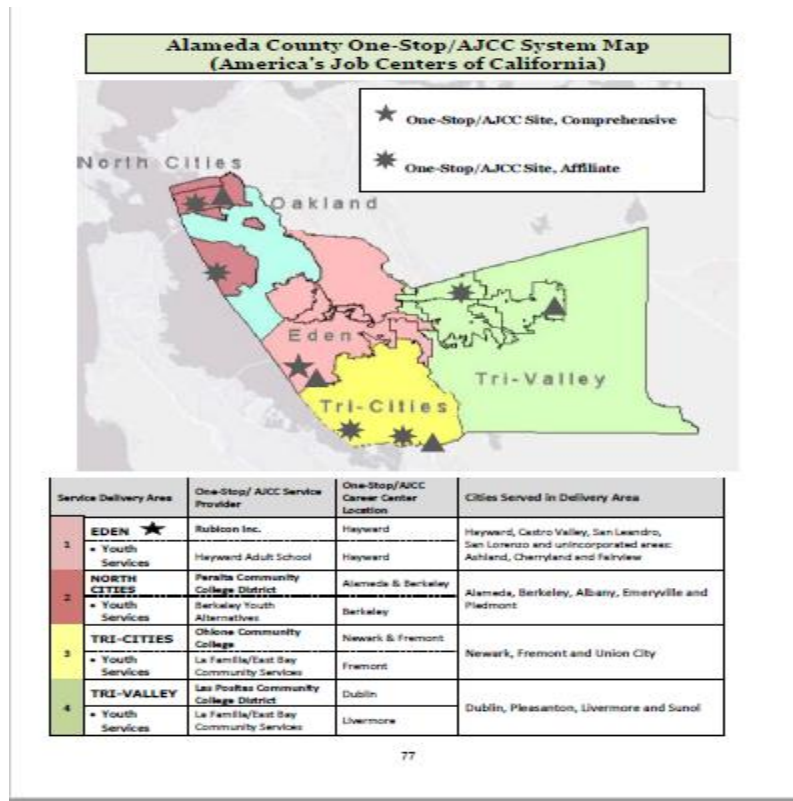 Alameda County One-Stop/AJCC System Map
(America's Job Centers of California)
One-Stop/AJCC Site, Comprehensive
One-Stop/AJCC Site, Affiliate
North Cities
Oakland
Eden
Tri-Valley
Tri-Cities
Service Delivery Area
One-Stop/ AJCC Service
Provider
One-Stop/AJCC
Career Center
Location
Cities Served in Delivery Area
1
EDEN
Rubicon Inc.
Hayward
Hayward, Castro Valley, San Leandro,
San Lorenzo and unincorporated areas:
Ashland, Cherryland and Fairview
• Youth
Services
Hayward Adult School
Hayward
2
NORTH
CITIES
Peralta Community
College District
Alameda & Berkeley
Alameda, Berkeley, Albany, Emeryville and
Piedmont
• Youth
Services
Berkeley Youth
Alternatives
Berkeley
3
TRI-CITIES
Ohlone Community
College
Newark & Fremont
Newark, Fremont and Union City
• Youth
Services
La Familia/East Bay
Community Services
Fremont
4
TRI-VALLEY
Las Positas Community
College District
Dublin
Dublin, Pleasanton, Livermore and Sunol
• Youth
Services
La Familia/East Bay
Community Services
Livermore
77